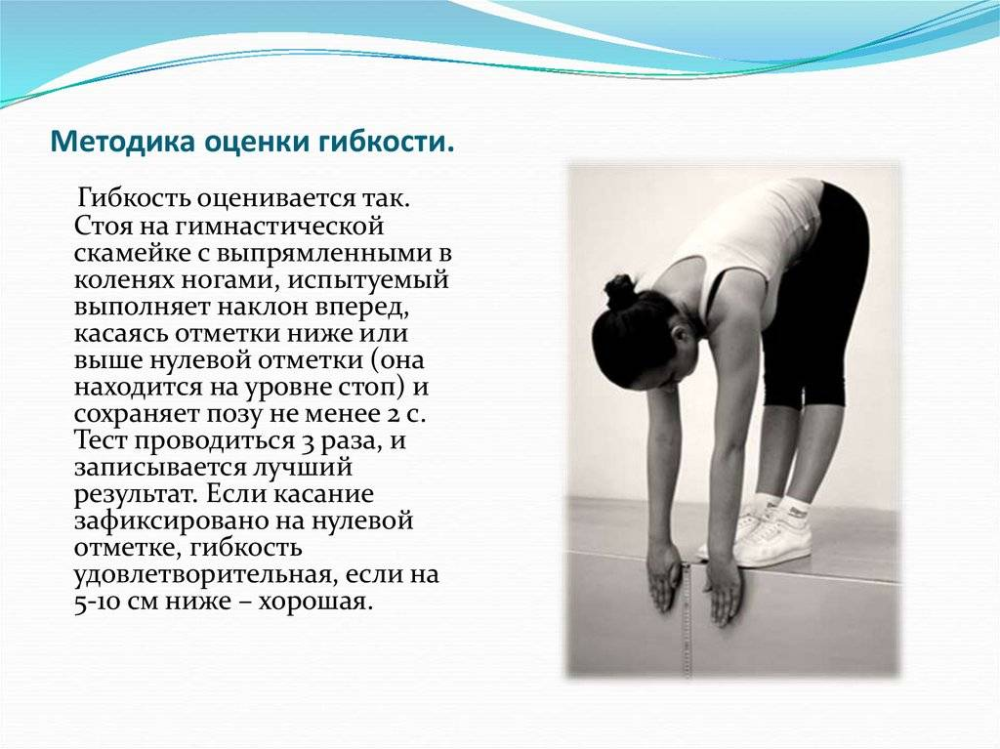 Методика оценки гибкости.
Гибкость оценивается так.
Стоя на гимнастической
скамейке с выпрямленными в
коленях ногами, испытуемый
выполняет наклон вперед,
касаясь отметки ниже или
выше нулевой отметки (она
находится на уровне стоп) и
сохраняет позу не менее 2 с.
Тест проводиться 3 раза, и
записывается лучший
результат. Если касание
зафиксировано на нулевой
отметке, гибкость
удовлетворительная, если на
5-10 см ниже – хорошая.